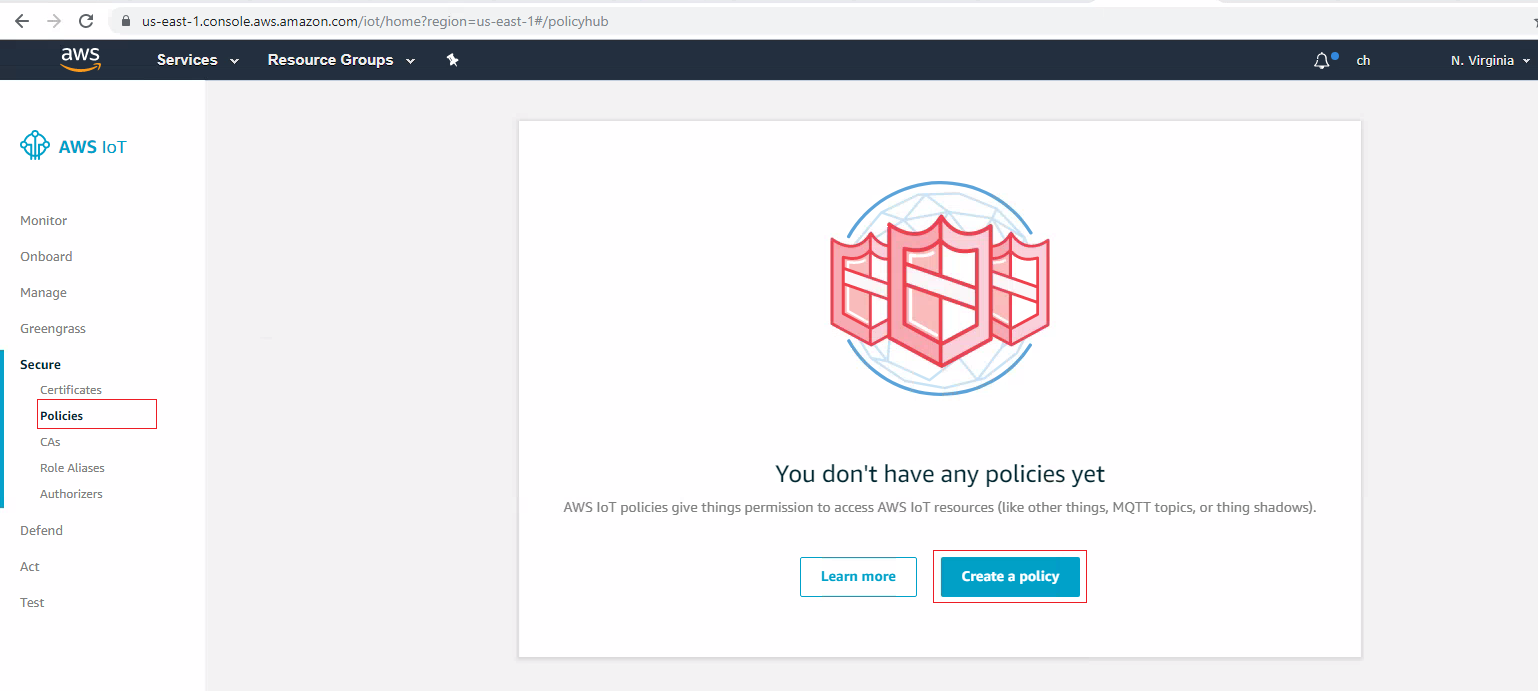 us-east-1.console.aws.amazon.com/iot/home?region=us-east-1#/policyhub
aws Services Resource Groups ch N. Virginia
AWS IoT
Monitor
Onboard
Manage
Greengrass
Secure
Certificates
Policies
CAs
Role Aliases
Authorizers
Defend
Act
Test
You don't have any policies yet
AWS IoT policies give things permission to access AWS IoT resources (like other things, MQTT topics, or thing shadows).
Learn more Create a policy